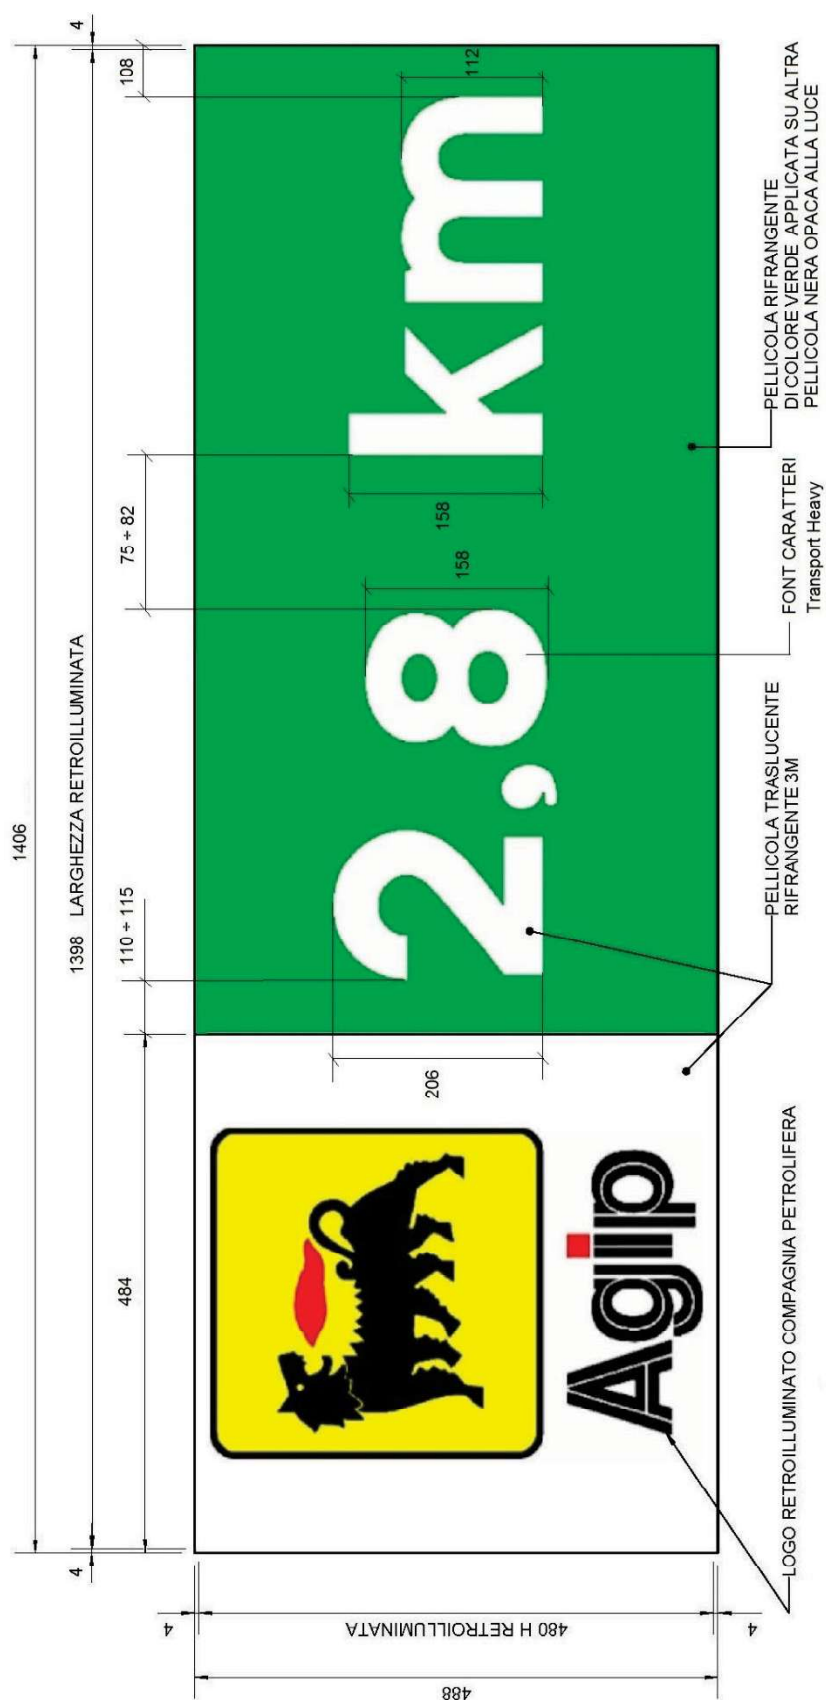 1406
4
1398 LARGHEZZA RETROILLUMINATA
4
484
110 ÷ 115
75 ÷ 82
108
4
480 H RETROILLUMINATA
4
488
206
158
158
112
2,8 km
Agip
LOGO RETROILLUMINATO COMPAGNIA PETROLIFERA
PELLICOLA TRASLUCENTE
RIFRANGENTE 3M
FONT CARATTERI
Transport Heavy
PELLICOLA RIFRANGENTE
DI COLORE VERDE APPLICATA SU ALTRA
PELLICOLA NERA OPACA ALLA LUCE